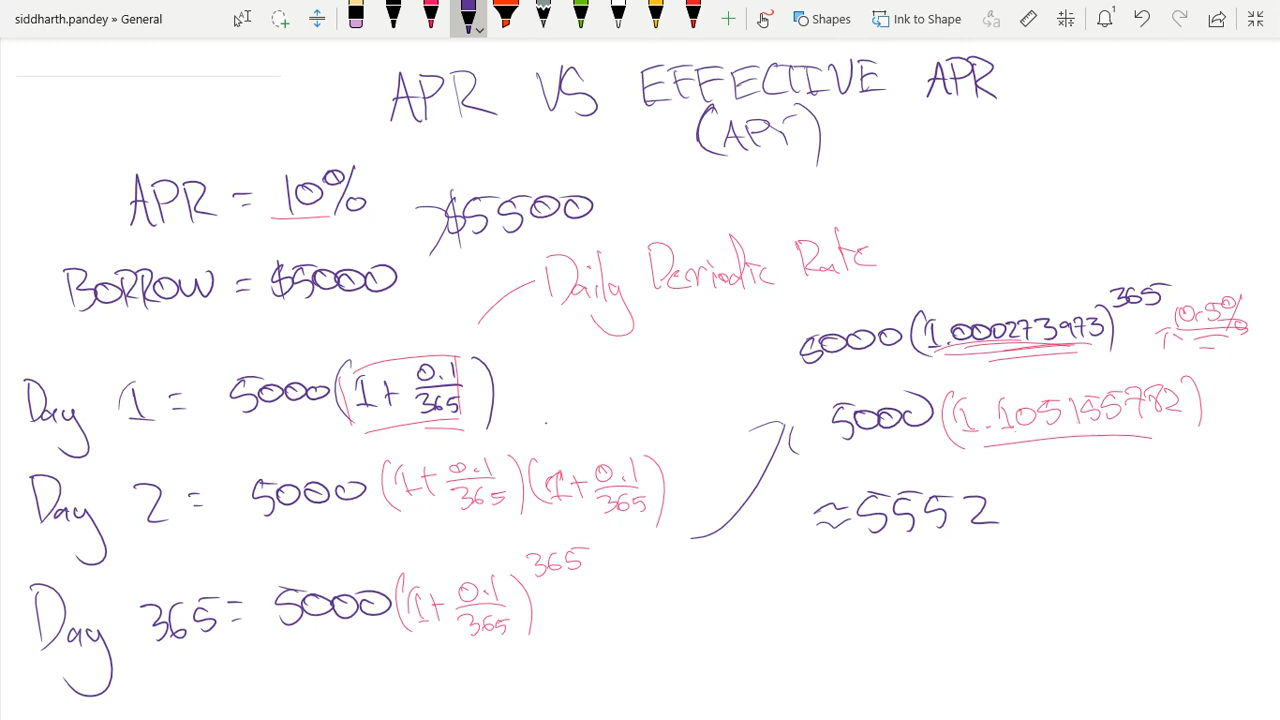 siddharth.pandey » General
Shapes
Ink to Shape
APR VS EFFECTIVE APR
(APY)
APR = 10%
$5500
BORROW = $5000
Daily Periodic Rate
5000(1.000273973)^365
10.5%
Day 1 = 5000(1+0.1/365)
5000(1.105155782)
Day 2 = 5000(1+0.1/365)(1+0.1/365)
≈5552
Day 365 = 5000(1+0.1/365)^365